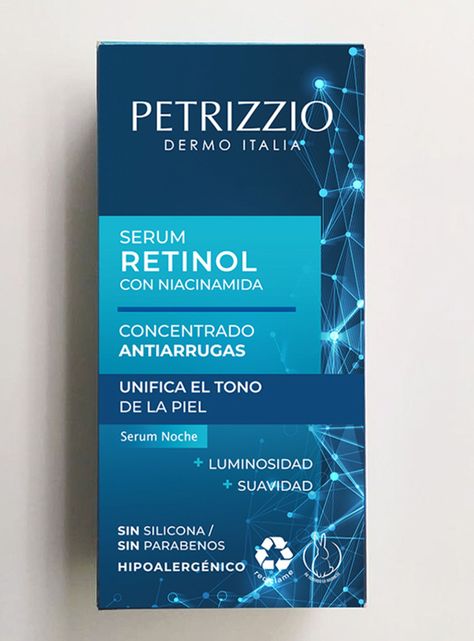 PETRIZZIO
DERMO ITALIA
SERUM
RETINOL
CON NIACINAMIDA
CONCENTRADO
ANTIARRUGAS
UNIFICA EL TONO
DE LA PIEL
Serum Noche
+ LUMINOSIDAD
+ SUAVIDAD
SIN SILICONA /
SIN PARABENOS
HIPOALERGÉNICO
reciclame